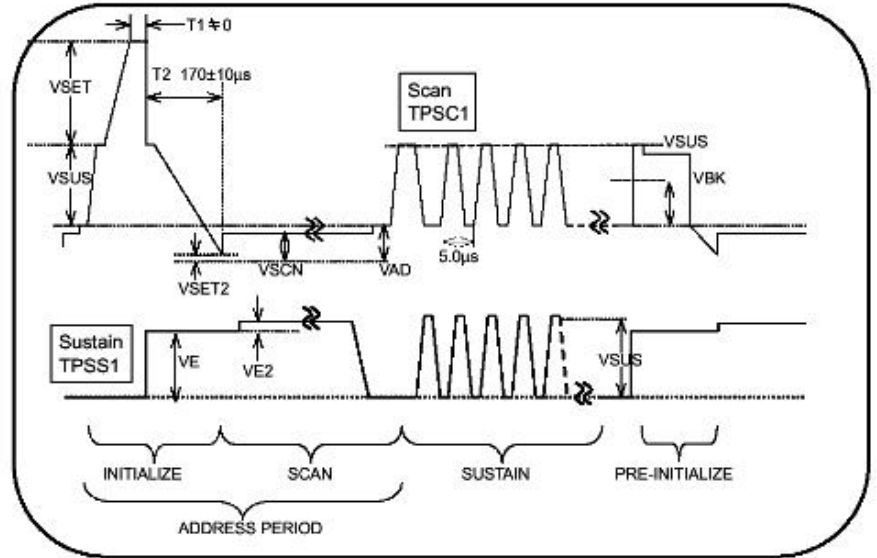 T1≒0
T2 170±10μs
VSET
Scan
TPSC1
VSUS
VSUS
VBK
5.0μs
VSCN
VAD
VSET2
Sustain
TPSS1
VE
VE2
VSUS
INITIALIZE
SCAN
SUSTAIN
PRE-INITIALIZE
ADDRESS PERIOD